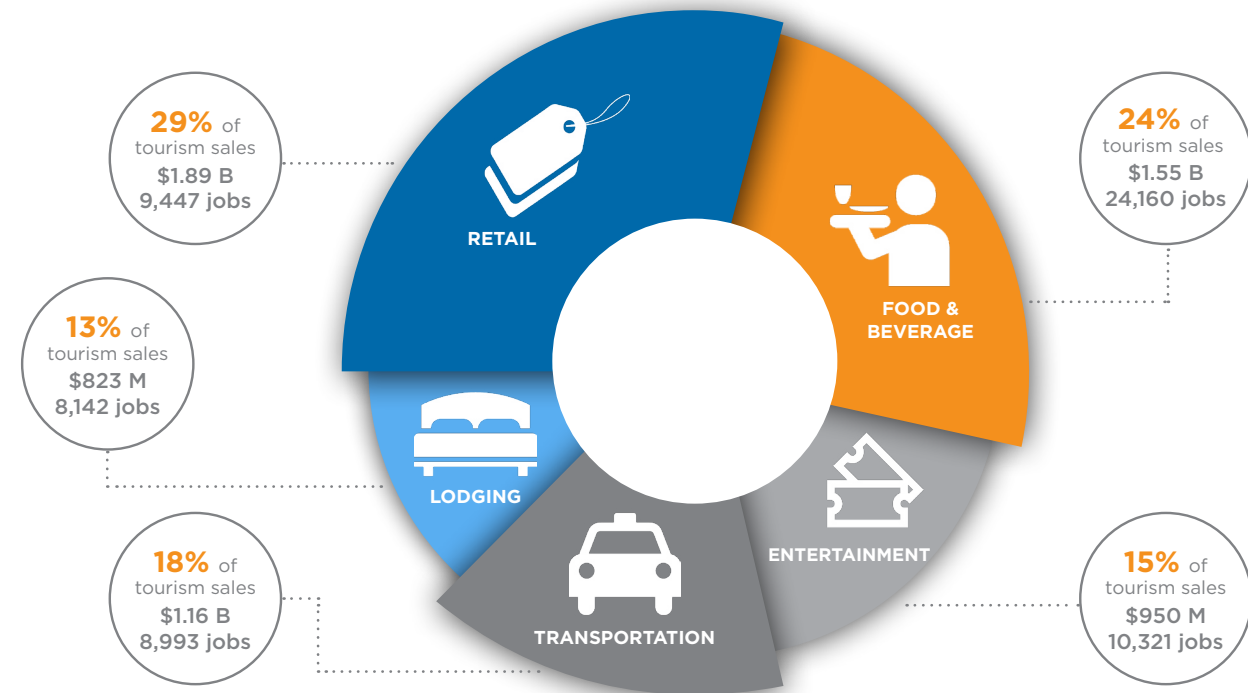 29% of
tourism sales
$1.89 B
9,447 jobs
RETAIL
24% of
tourism sales
$1.55 B
24,160 jobs
FOOD &
BEVERAGE
13% of
tourism sales
$823 M
8,142 jobs
LODGING
18% of
tourism sales
$1.16 B
8,993 jobs
TRANSPORTATION
ENTERTAINMENT
15% of
tourism sales
$950 M
10,321 jobs